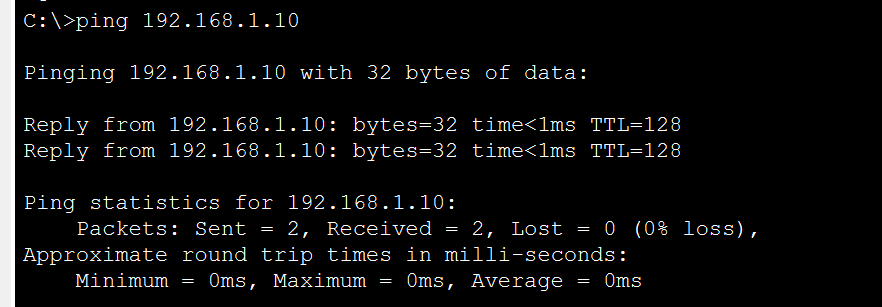 C:\>ping 192.168.1.10
Pinging 192.168.1.10 with 32 bytes of data:
Reply from 192.168.1.10: bytes=32 time<1ms TTL=128
Reply from 192.168.1.10: bytes=32 time<1ms TTL=128
Ping statistics for 192.168.1.10:
Packets: Sent = 2, Received = 2, Lost = 0 (0% loss),
Approximate round trip times in milli-seconds:
Minimum = 0ms, Maximum = 0ms, Average = 0ms